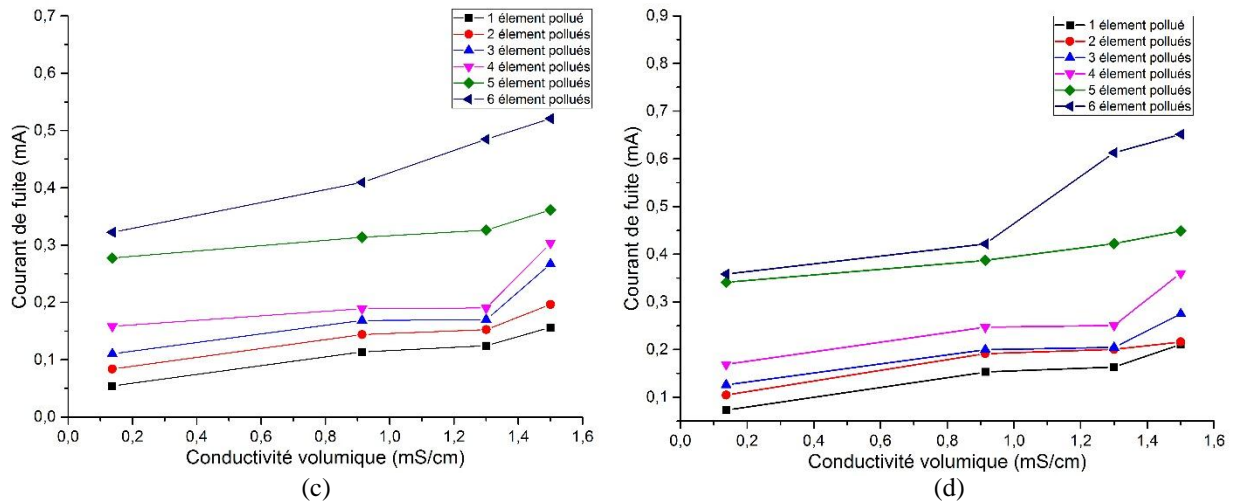 0,7
0,6
0,5
0,4
0,3
0,2
0,1
0,0
Courant de fuite (mA)
1 élement pollué
2 élement pollués
3 élement pollués
4 élement pollués
5 élement pollués
6 élement pollués
0,0 0,2 0,4 0,6 0,8 1,0 1,2 1,4 1,6
Conductivité volumique (mS/cm)
(c)
0,9
0,8
0,7
0,6
0,5
0,4
0,3
0,2
0,1
Courant de fuite (mA)
1 élement pollué
2 élement pollués
3 élement pollués
4 élement pollués
5 élement pollués
6 élement pollués
0,0 0,2 0,4 0,6 0,8 1,0 1,2 1,4 1,6
Conductivité volumique (mS/cm)
(d)